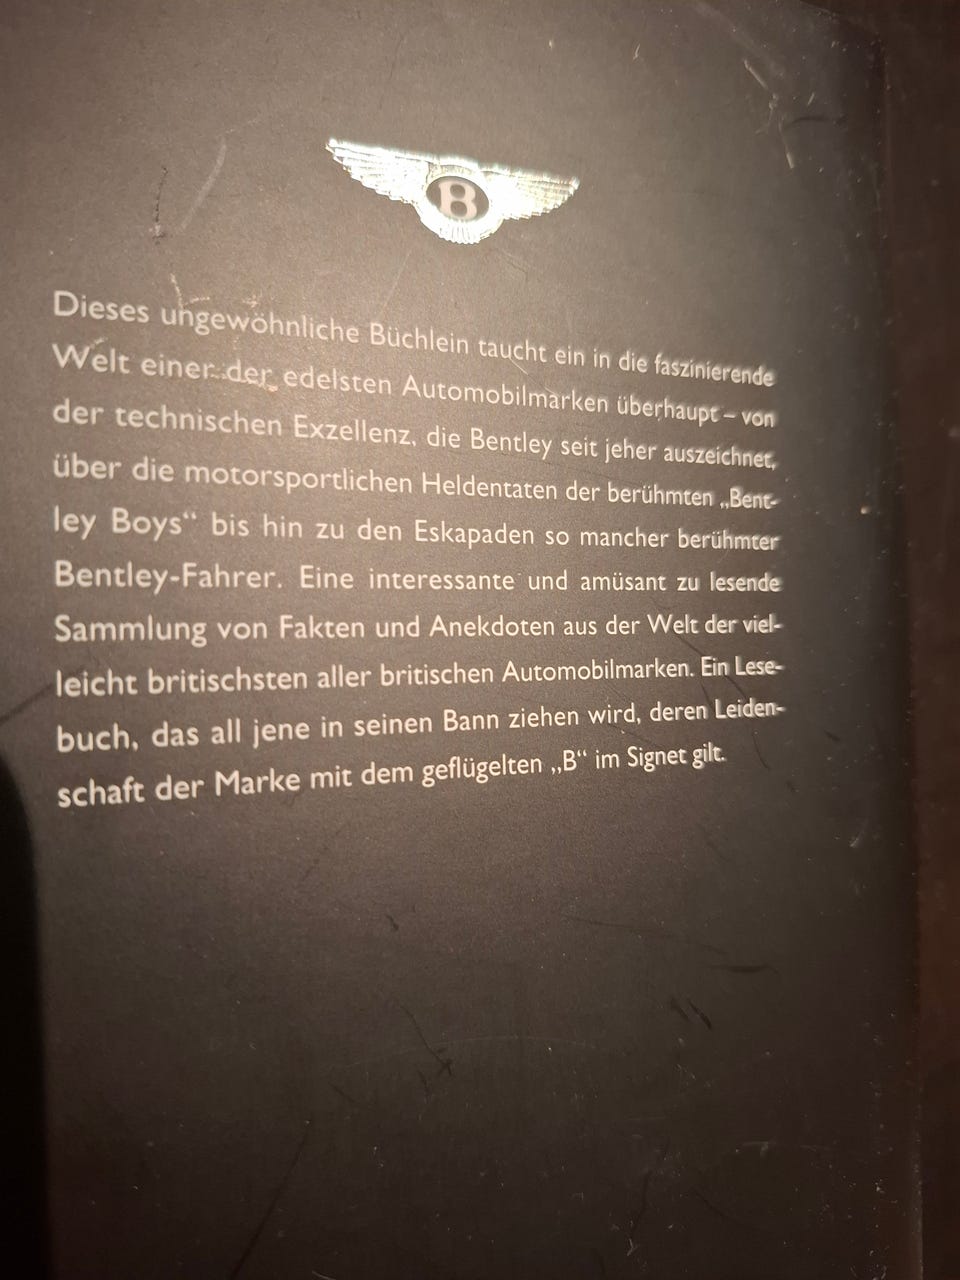 B
Dieses ungewöhnliche Büchlein taucht ein in die faszinierende
Welt einer der edelsten Automobilmarken überhaupt – von
der technischen Exzellenz, die Bentley seit jeher auszeichnet,
über die motorsportlichen Heldentaten der berühmten „Bent-
ley Boys“ bis hin zu den Eskapaden so mancher berühmter
Bentley-Fahrer. Eine interessante und amüsant zu lesende
Sammlung von Fakten und Anekdoten aus der Welt der viel-
leicht britischsten aller britischen Automobilmarken. Ein Lese-
buch, das all jene in seinen Bann ziehen wird, deren Leiden-
schaft der Marke mit dem geflügelten „B“ im Signet gilt.